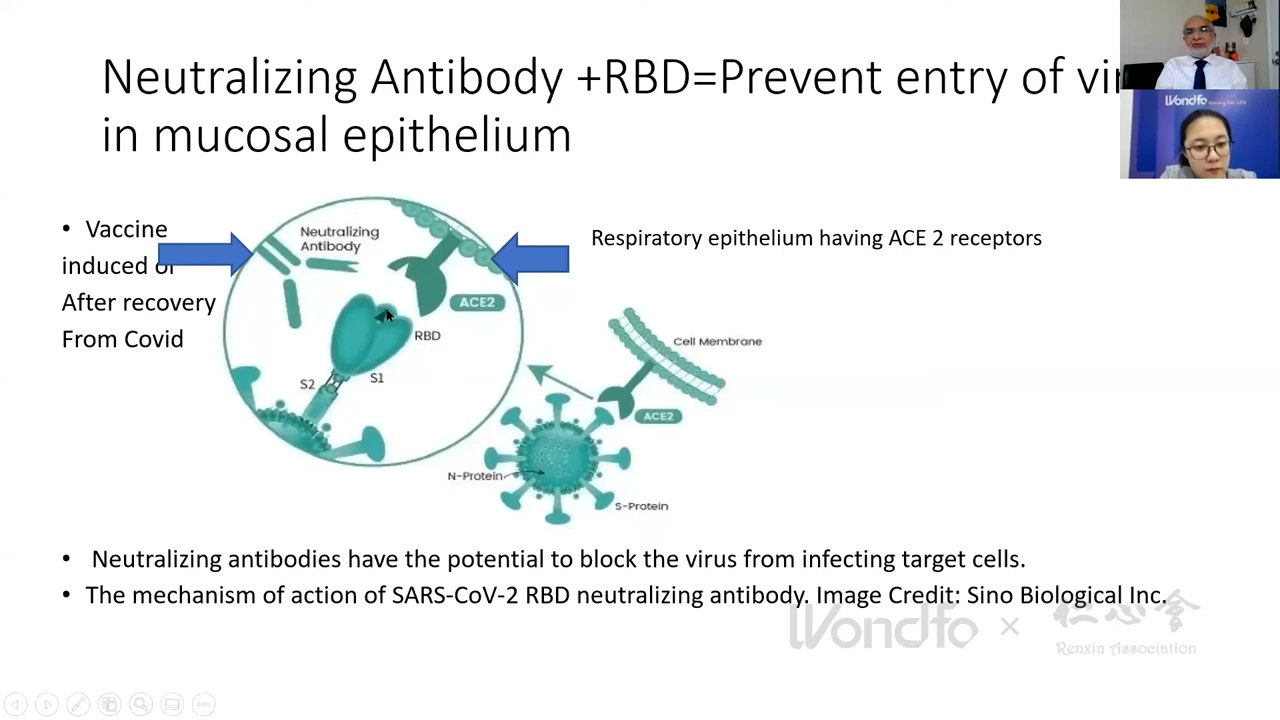 Neutralizing Antibody +RBD=Prevent entry of
in mucosal epithelium
Wondfo
• Vaccine
induced or
After recovery
From Covid
Neutralizing
Antibody
ACE2
RBD
S2
S1
Respiratory epithelium having ACE 2 receptors
Cell Membrane
ACE2
N-Protein
S-Protein
• Neutralizing antibodies have the potential to block the virus from infecting target cells.
• The mechanism of action of SARS-CoV-2 RBD neutralizing antibody. Image Credit: Sino Biological Inc.
Wondfo × 仁心會
Renxin Association